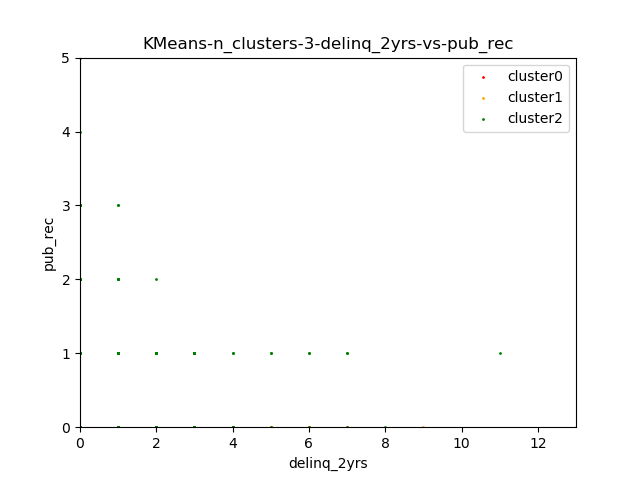 KMeans-n_clusters-3-delinq_2yrs-vs-pub_rec
cluster0
cluster1
cluster2
5
4
3
2
1
0
pub_rec
0 2 4 6 8 10 12
delinq_2yrs